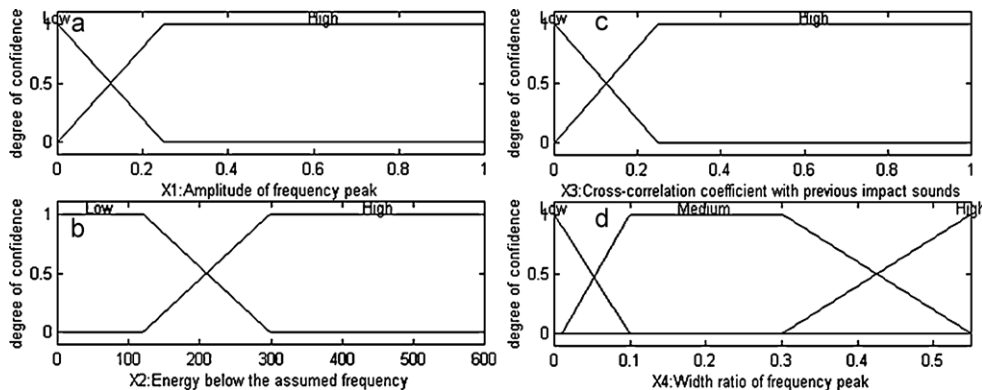 Low
a
High
1
0.5
0
degree of confidence
0 0.2 0.4 0.6 0.8 1
X1:Amplitude of frequency peak
Low
c
High
1
0.5
0
degree of confidence
0 0.2 0.4 0.6 0.8 1
X3:Cross-correlation coefficient with previous impact sounds
Low
b
High
1
0.5
0
degree of confidence
0 100 200 300 400 500 600
X2:Energy below the assumed frequency
Low
d
Medium
High
1
0.5
0
degree of confidence
0 0.1 0.2 0.3 0.4 0.5
X4:Width ratio of frequency peak